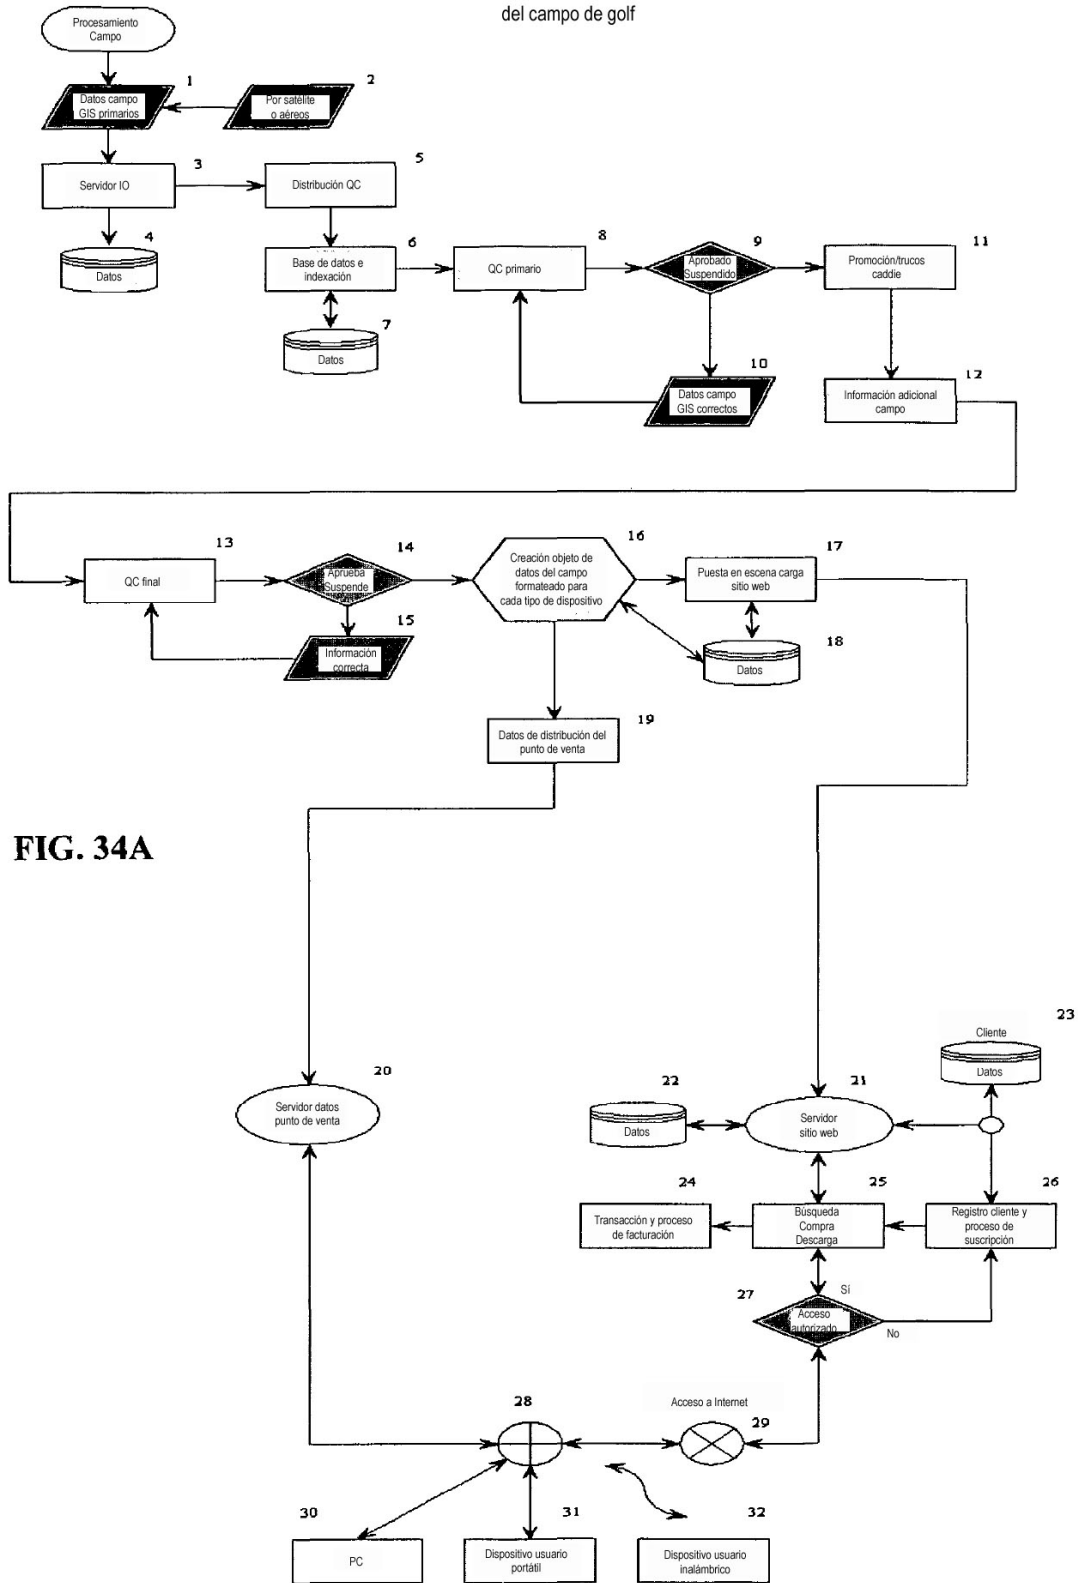 del campo de golf
Procesamiento
Campo
1
2
Datos campo
GIS primarios
Por satélite
o aéreos
3
5
Servidor IO
Distribución QC
4
Datos
6
Base de datos e
indexación
7
Datos
8
QC primario
9
Aprobado
Suspendido
11
Promoción/trucos
caddie
10
Datos campo
GIS correctos
12
Información adicional
campo
13
QC final
14
Aprueba
Suspende
15
Información
correcta
16
Creación objeto de
datos del campo
formateado para
cada tipo de dispositivo
17
Puesta en escena carga
sitio web
18
Datos
19
Datos de distribución del
punto de venta
FIG. 34A
20
Servidor datos
punto de venta
22
Datos
21
Servidor
sitio web
23
Cliente
Datos
24
Transacción y proceso
de facturación
25
Búsqueda
Compra
Descarga
26
Registro cliente y
proceso de
suscripción
27
Sí
Acceso
autorizado
No
28
Acceso a Internet
29
30
PC
31
Dispositivo usuario
portátil
32
Dispositivo usuario
inalámbrico